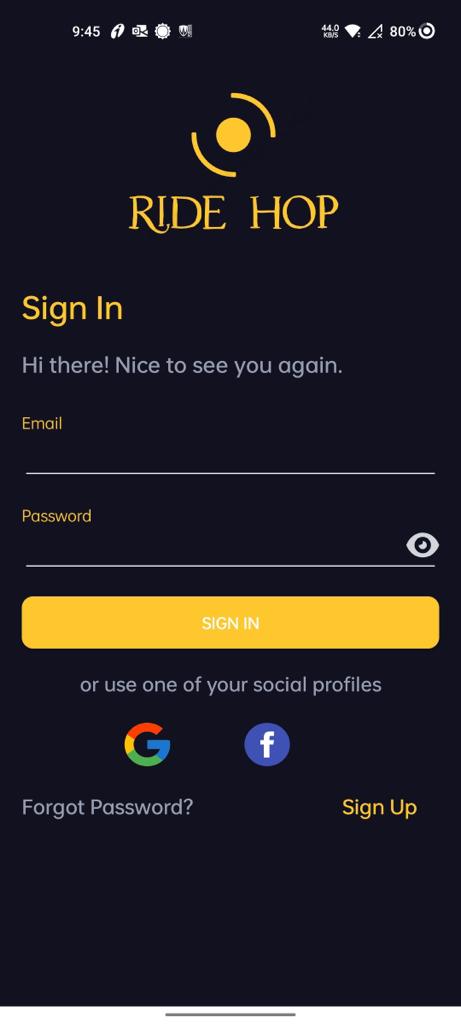 9:45 44.0 KB/S 80%
RIDE HOP
Sign In
Hi there! Nice to see you again.
Email
Password
SIGN IN
or use one of your social profiles
Forgot Password? Sign Up